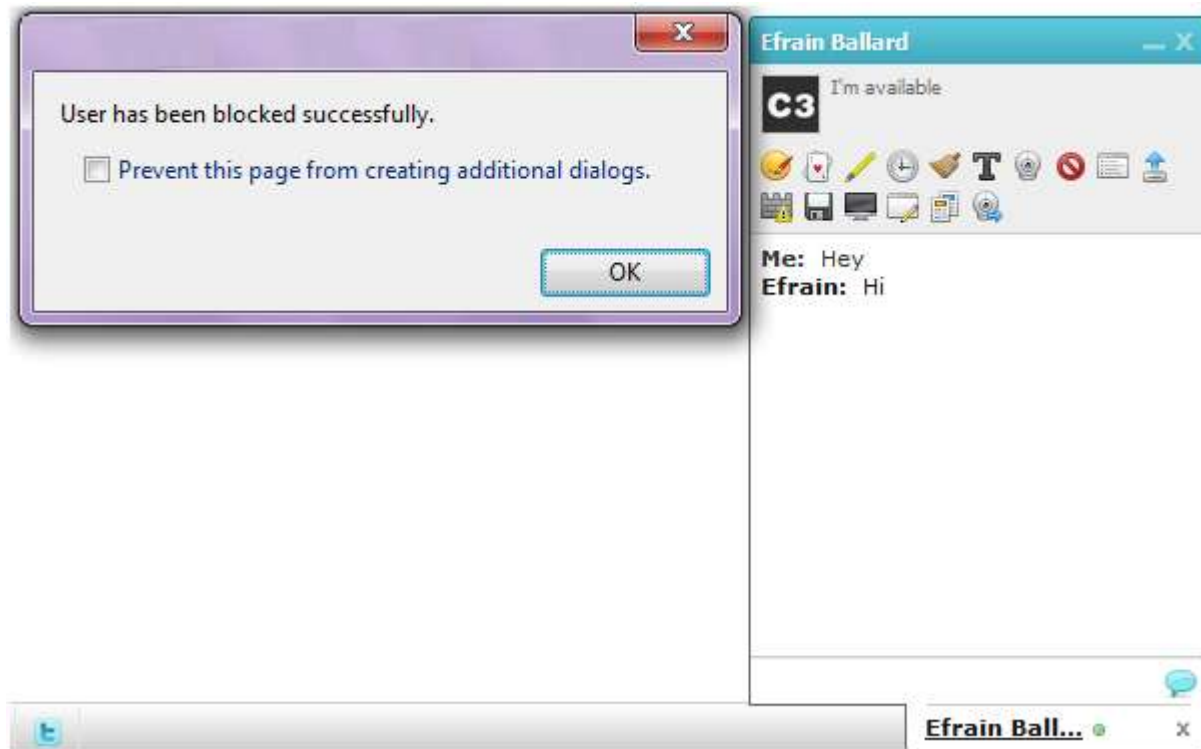 User has been blocked successfully.
Prevent this page from creating additional dialogs.
OK
Efrain Ballard
C3
I'm available
Me: Hey
Efrain: Hi
Efrain Ball...